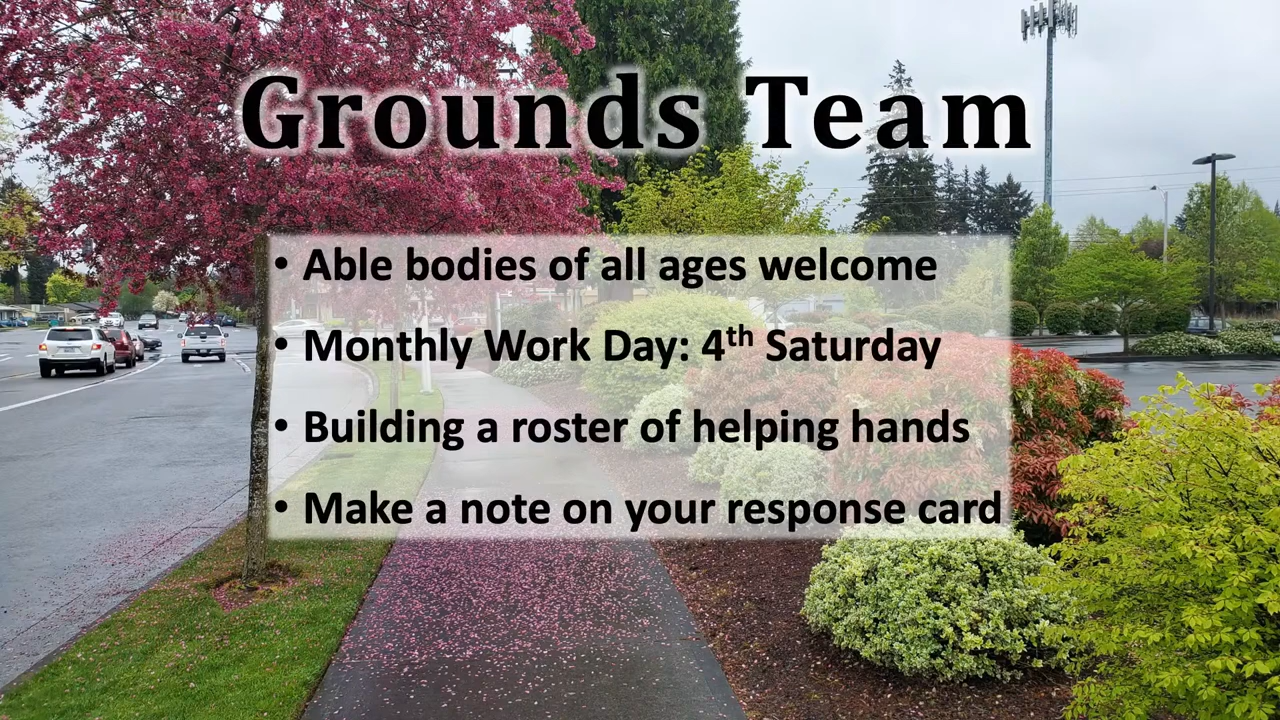 Grounds Team
• Able bodies of all ages welcome
• Monthly Work Day: 4th Saturday
• Building a roster of helping hands
• Make a note on your response card